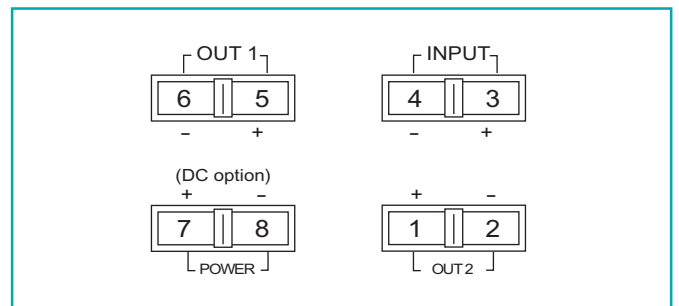 OUT 1 INPUT
6 5 4 3
– + – +
(DC option)
+ – + –
7 8 1 2
POWER OUT 2